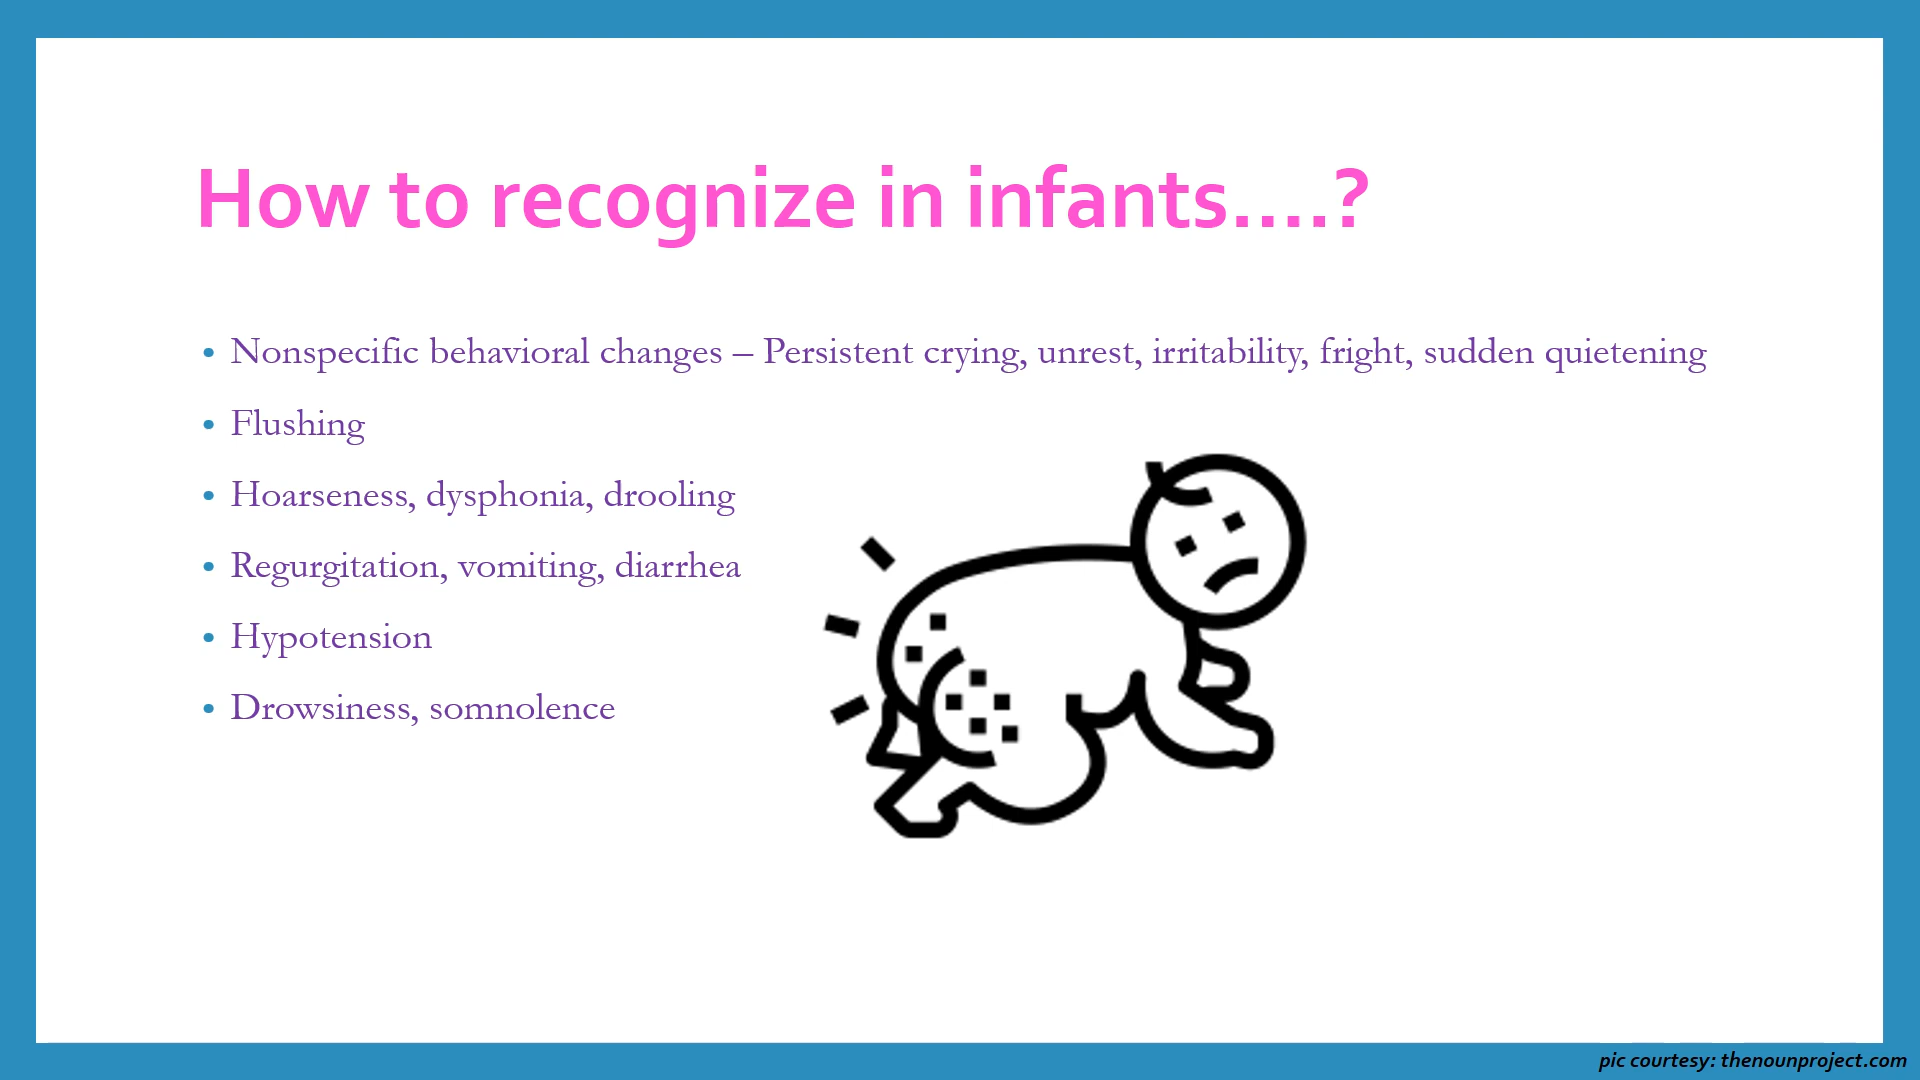 How to recognize in infants....?
• Nonspecific behavioral changes – Persistent crying, unrest, irritability, fright, sudden quietening
• Flushing
• Hoarseness, dysphonia, drooling
• Regurgitation, vomiting, diarrhea
• Hypotension
• Drowsiness, somnolence
pic courtesy: thenounproject.com